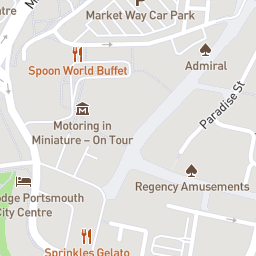 Market Way Car Park
Spoon World Buffet
Admiral
Paradise St
Motoring in
Miniature – On Tour
Regency Amusements
Portsmouth
City Centre
Sprinkles Gelato